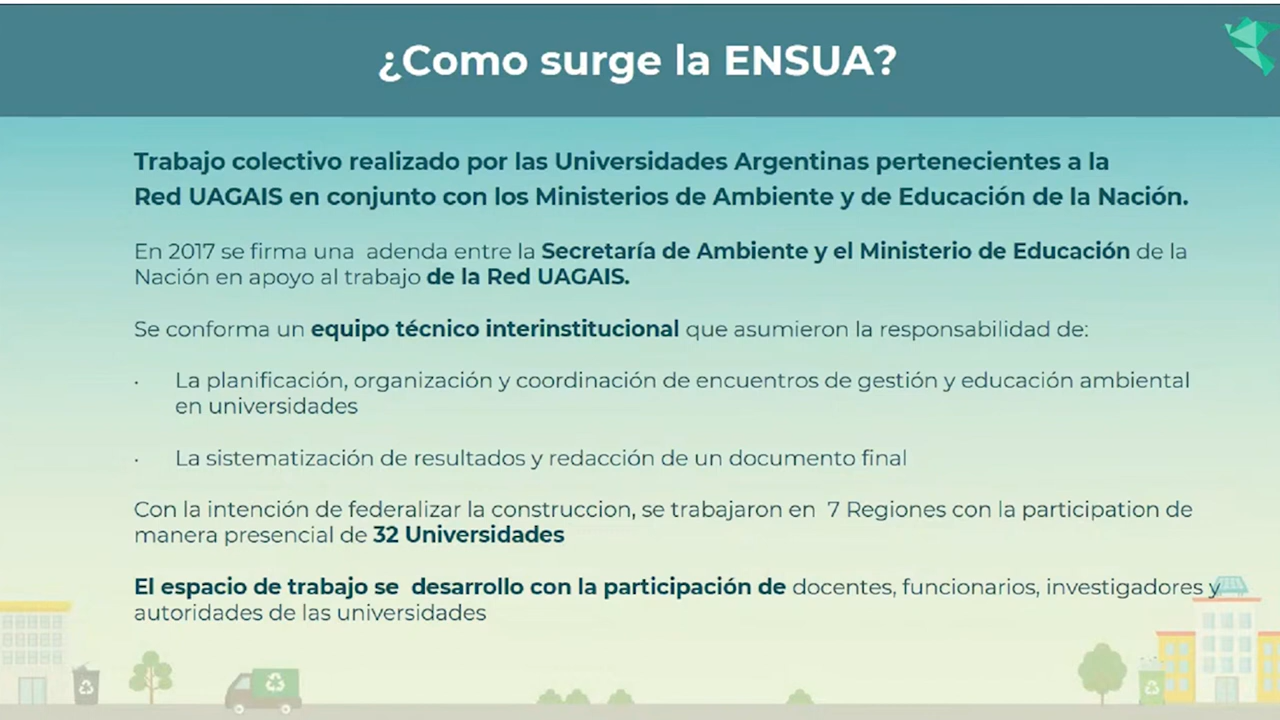 ¿Como surge la ENSUA?
Trabajo colectivo realizado por las Universidades Argentinas pertenecientes a la
Red UAGAIS en conjunto con los Ministerios de Ambiente y de Educación de la Nación.
En 2017 se firma una adenda entre la Secretaría de Ambiente y el Ministerio de Educación de la
Nación en apoyo al trabajo de la Red UAGAIS.
Se conforma un equipo técnico interinstitucional que asumieron la responsabilidad de:
· La planificación, organización y coordinación de encuentros de gestión y educación ambiental
en universidades
· La sistematización de resultados y redacción de un documento final
Con la intención de federalizar la construccion, se trabajaron en 7 Regiones con la participation de
manera presencial de 32 Universidades
El espacio de trabajo se desarrollo con la participación de docentes, funcionarios, investigadores y
autoridades de las universidades